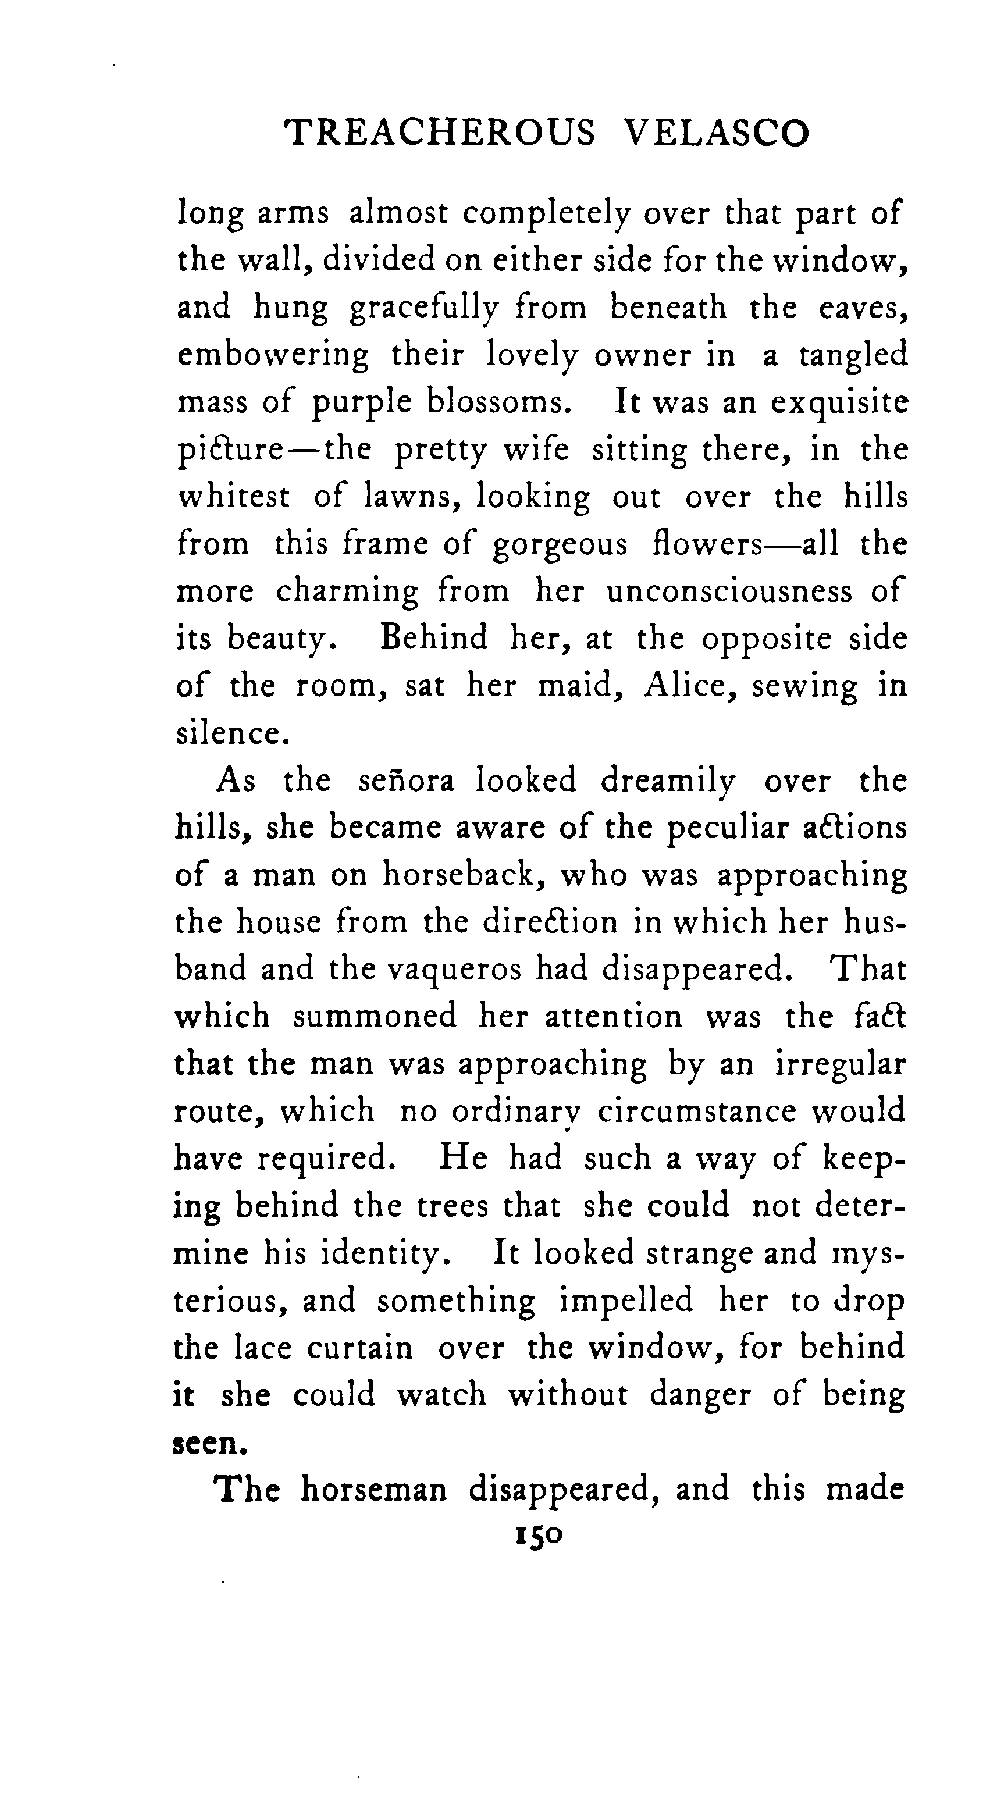 TREACHEROUS VELASCO
long arms almost completely over that part of
the wall, divided on either side for the window,
and hung gracefully from beneath the eaves,
embowering their lovely owner in a tangled
mass of purple blossoms. It was an exquisite
picture—the pretty wife sitting there, in the
whitest of lawns, looking out over the hills
from this frame of gorgeous flowers—all the
more charming from her unconsciousness of
its beauty. Behind her, at the opposite side
of the room, sat her maid, Alice, sewing in
silence.
As the señora looked dreamily over the
hills, she became aware of the peculiar actions
of a man on horseback, who was approaching
the house from the direction in which her hus-
band and the vaqueros had disappeared. That
which summoned her attention was the fact
that the man was approaching by an irregular
route, which no ordinary circumstance would
have required. He had such a way of keep-
ing behind the trees that she could not deter-
mine his identity. It looked strange and mys-
terious, and something impelled her to drop
the lace curtain over the window, for behind
it she could watch without danger of being
seen.
The horseman disappeared, and this made
150